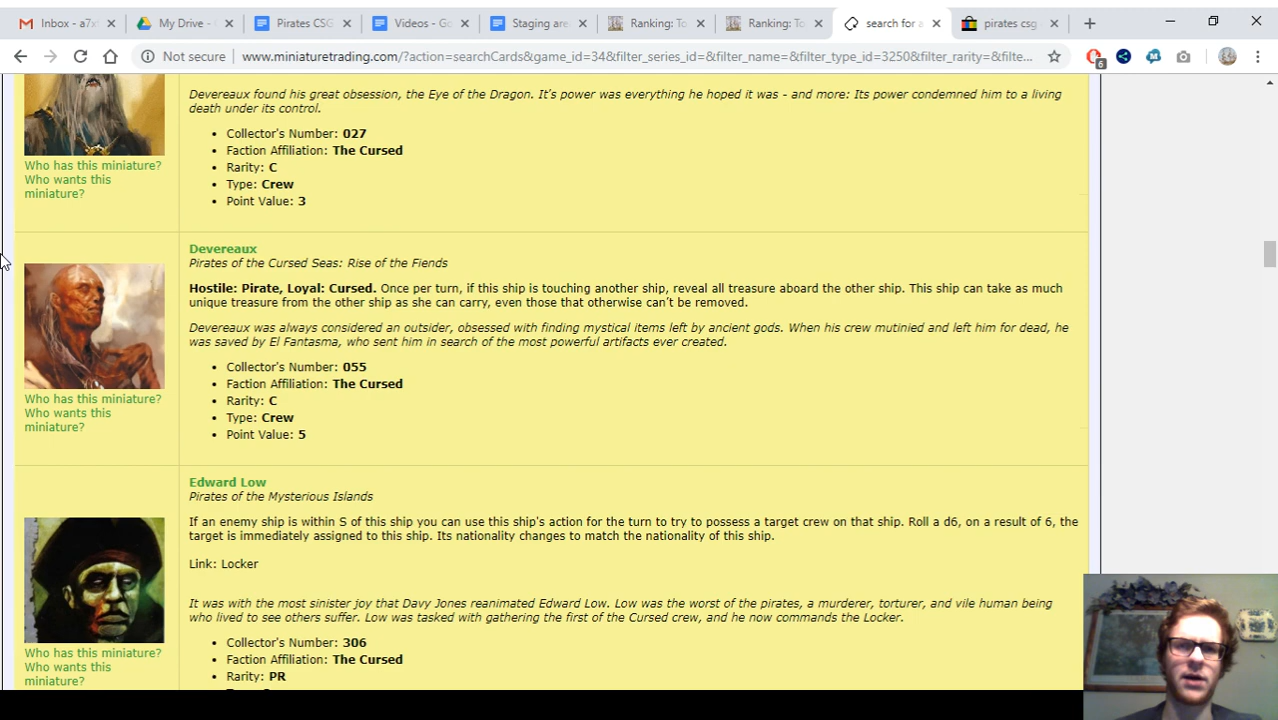 Inbox - a7x
My Drive -
Pirates CSG
Videos - Go
Staging are
Ranking: To
Ranking: To
search for a
pirates csg
Not secure
www.miniaturetrading.com/?action=searchCards&game_id=34&filter_series_id=&filter_name=&filter_type_id=3250&filter_rarity=&filte...
6
Devereaux found his great obsession, the Eye of the Dragon. It's power was everything he hoped it was - and more: Its power condemned him to a living
death under its control.
• Collector's Number: 027
• Faction Affiliation: The Cursed
• Rarity: C
• Type: Crew
• Point Value: 3
Who has this miniature?
Who wants this
miniature?
Devereaux
Pirates of the Cursed Seas: Rise of the Fiends
Hostile: Pirate, Loyal: Cursed. Once per turn, if this ship is touching another ship, reveal all treasure aboard the other ship. This ship can take as much
unique treasure from the other ship as she can carry, even those that otherwise can't be removed.
Devereaux was always considered an outsider, obsessed with finding mystical items left by ancient gods. When his crew mutinied and left him for dead, he
was saved by El Fantasma, who sent him in search of the most powerful artifacts ever created.
• Collector's Number: 055
• Faction Affiliation: The Cursed
• Rarity: C
• Type: Crew
• Point Value: 5
Who has this miniature?
Who wants this
miniature?
Edward Low
Pirates of the Mysterious Islands
If an enemy ship is within S of this ship you can use this ship's action for the turn to try to possess a target crew on that ship. Roll a d6, on a result of 6, the
target is immediately assigned to this ship. Its nationality changes to match the nationality of this ship.
Link: Locker
It was with the most sinister joy that Davy Jones reanimated Edward Low. Low was the worst of the pirates, a murderer, torturer, and vile human being
who lived to see others suffer. Low was tasked with gathering the first of the Cursed crew, and he now commands the Locker.
• Collector's Number: 306
• Faction Affiliation: The Cursed
• Rarity: PR
Who has this miniature?
Who wants this
miniature?